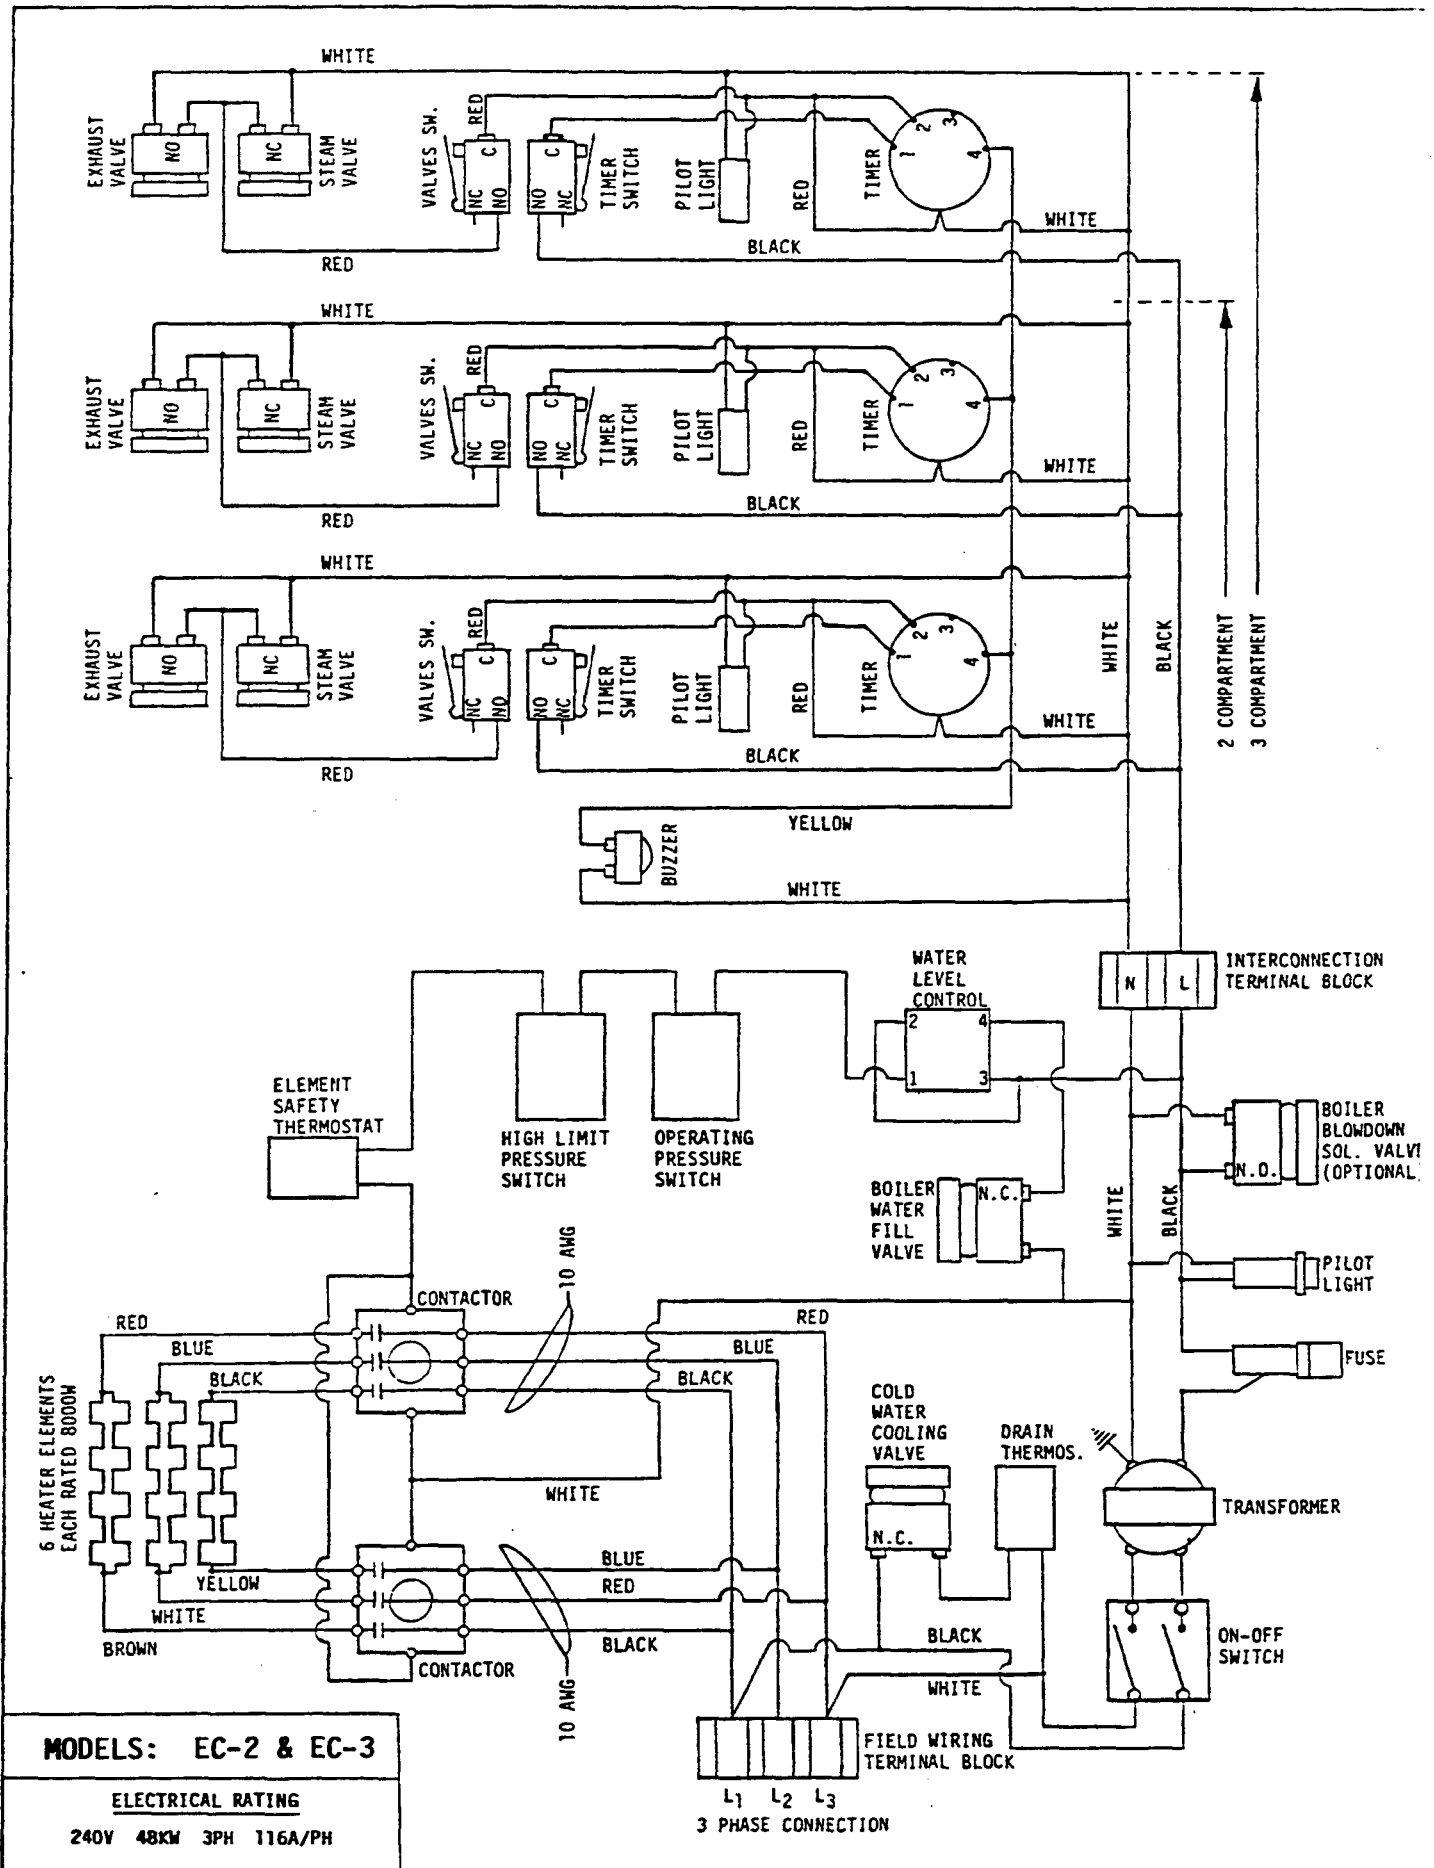 WHITE
EXHAUST
VALVE
NO
NC
STEAM
VALVE
VALVES SW.
RED
C
NC
NO
C
NO
NC
TIMER
SWITCH
PILOT
LIGHT
RED
TIMER
1
2
3
4
WHITE
BLACK
RED
WHITE
EXHAUST
VALVE
NO
NC
STEAM
VALVE
VALVES SW.
RED
C
NC
NO
C
NO
NC
TIMER
SWITCH
PILOT
LIGHT
RED
TIMER
1
2
3
4
WHITE
BLACK
RED
WHITE
EXHAUST
VALVE
NO
NC
STEAM
VALVE
VALVES SW.
RED
C
NC
NO
C
NO
NC
TIMER
SWITCH
PILOT
LIGHT
RED
TIMER
1
2
3
4
WHITE
BLACK
RED
WHITE
BLACK
2 COMPARTMENT
3 COMPARTMENT
YELLOW
BUZZER
WHITE
INTERCONNECTION
TERMINAL BLOCK
N
L
WATER
LEVEL
CONTROL
2
4
1
3
ELEMENT
SAFETY
THERMOSTAT
HIGH LIMIT
PRESSURE
SWITCH
OPERATING
PRESSURE
SWITCH
BOILER
BLOWDOWN
SOL. VALV
(OPTIONAL
N.O.
BOILER
WATER
FILL
VALVE
N.C.
WHITE
BLACK
PILOT
LIGHT
FUSE
10 AWG
CONTACTOR
RED
BLUE
BLACK
RED
BLUE
BLACK
6 HEATER ELEMENTS
EACH RATED 8000W
COLD
WATER
COOLING
VALVE
N.C.
DRAIN
THERMOS.
TRANSFORMER
WHITE
YELLOW
WHITE
BROWN
BLUE
RED
BLACK
CONTACTOR
10 AWG
BLACK
WHITE
ON-OFF
SWITCH
FIELD WIRING
TERMINAL BLOCK
L1 L2 L3
3 PHASE CONNECTION
MODELS: EC-2 & EC-3
ELECTRICAL RATING
240V 48KW 3PH 116A/PH